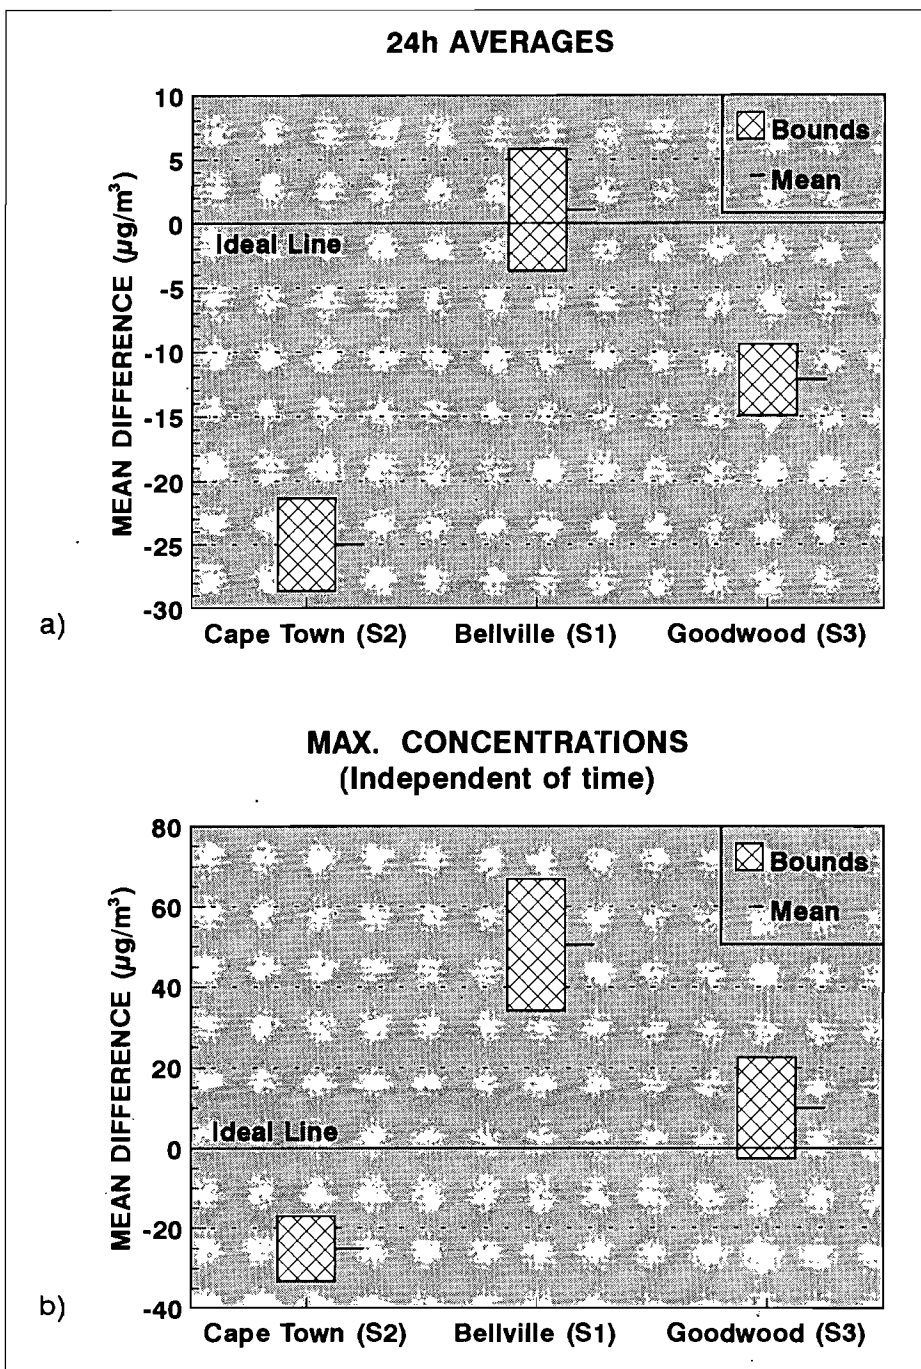 24h AVERAGES
10
5
0
-5
-10
-15
-20
-25
-30
MEAN DIFFERENCE (µg/m³)
Bounds
Mean
Ideal Line
Cape Town (S2)
Bellville (S1)
Goodwood (S3)
a)
MAX. CONCENTRATIONS
(Independent of time)
80
60
40
20
0
-20
-40
MEAN DIFFERENCE (µg/m³)
Bounds
Mean
Ideal Line
Cape Town (S2)
Bellville (S1)
Goodwood (S3)
b)